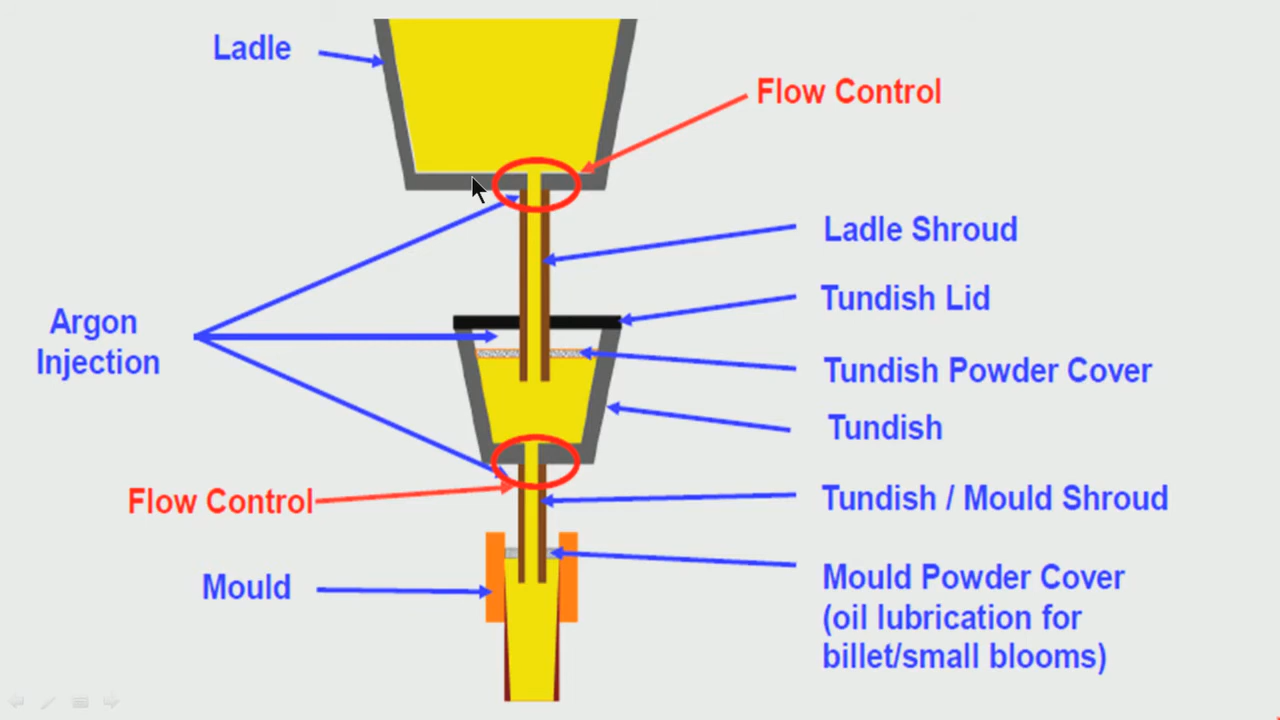 Ladle
Flow Control
Ladle Shroud
Tundish Lid
Argon
Injection
Tundish Powder Cover
Tundish
Flow Control
Tundish / Mould Shroud
Mould
Mould Powder Cover
(oil lubrication for
billet/small blooms)